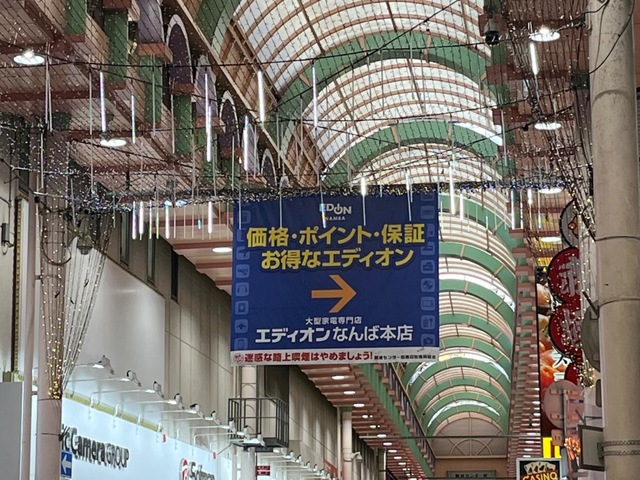 EDION
NAMBA
価格・ポイント・保証
お得なエディオン
大型家電専門店
エディオンなんば本店
迷惑な路上喫煙はやめましょう!
Camera GROUP
CASINO